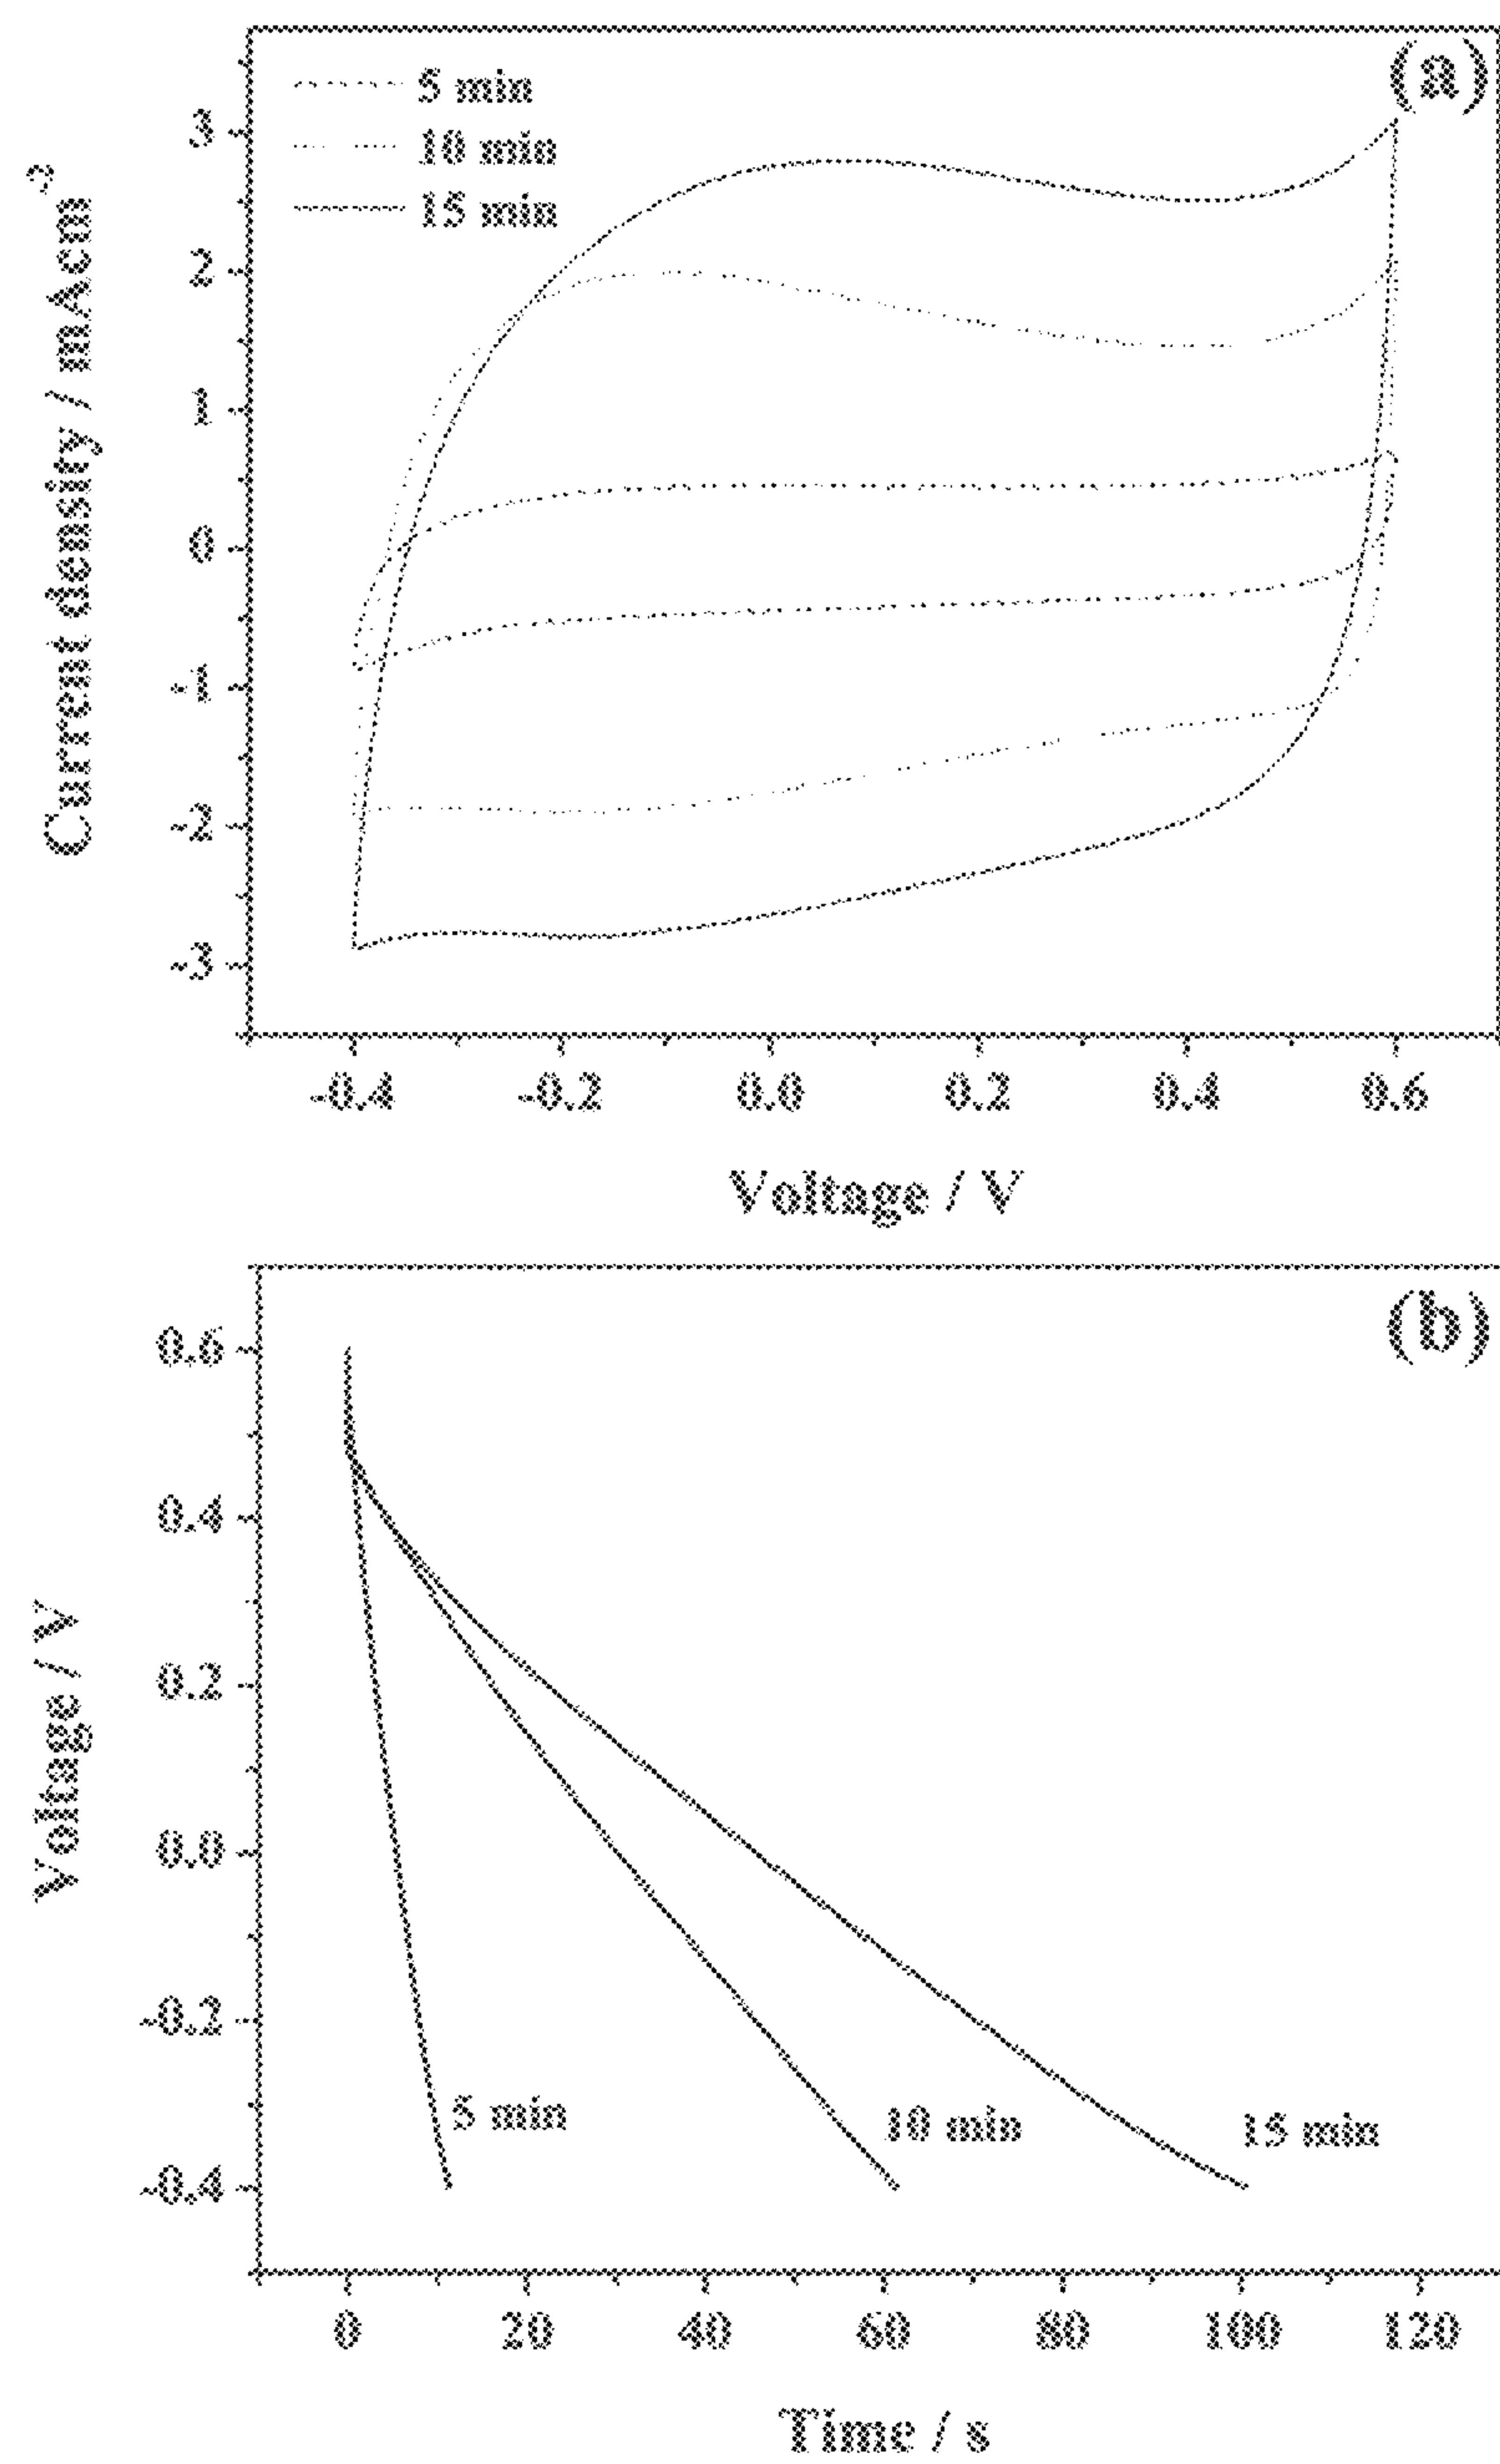 (a)
5 min
10 min
15 min
3
2
1
0
-1
-2
-3
Current density / mAcm-3
-0.4 -0.2 0.0 0.2 0.4 0.6
Voltage / V
(b)
0.6
0.4
0.2
0.0
-0.2
-0.4
Voltage / V
5 min
10 min
15 min
0 20 40 60 80 100 120
Time / s